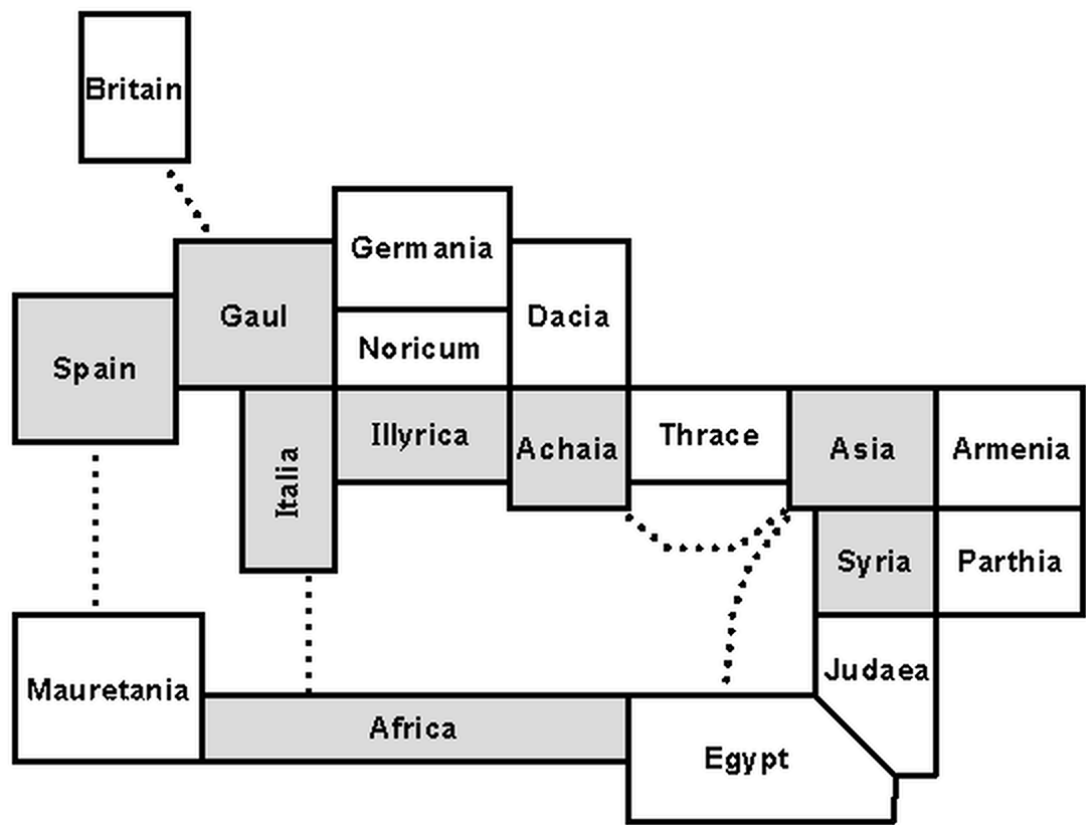 Britain
Germania
Gaul
Dacia
Noricum
Spain
Illyrica
Achaia
Thrace
Asia
Armenia
Italia
Syria
Parthia
Mauretania
Judaea
Africa
Egypt